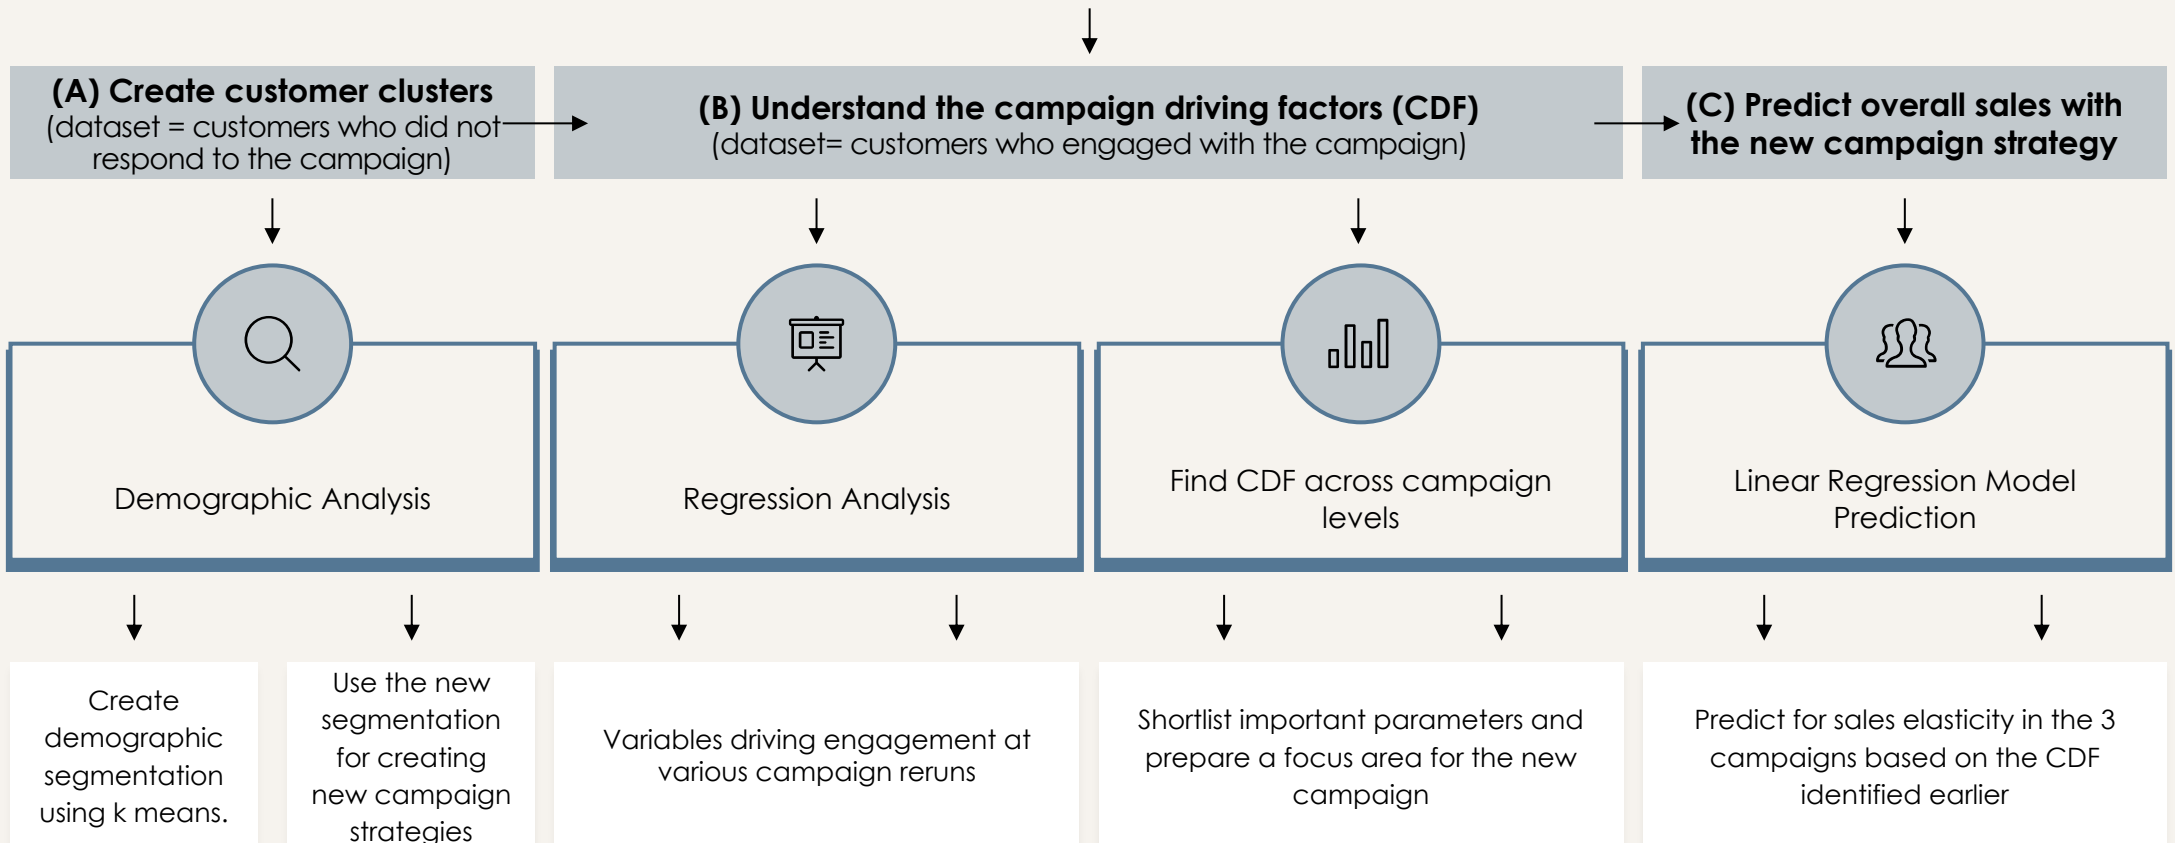 (A) Create customer clusters
(dataset = customers who did not
respond to the campaign)
(B) Understand the campaign driving factors (CDF)
(dataset= customers who engaged with the campaign)
(C) Predict overall sales with
the new campaign strategy
Demographic Analysis
Regression Analysis
Find CDF across campaign
levels
Linear Regression Model
Prediction
Create
demographic
segmentation
using k means.
Use the new
segmentation
for creating
new campaign
strategies
Variables driving engagement at
various campaign reruns
Shortlist important parameters and
prepare a focus area for the new
campaign
Predict for sales elasticity in the 3
campaigns based on the CDF
identified earlier